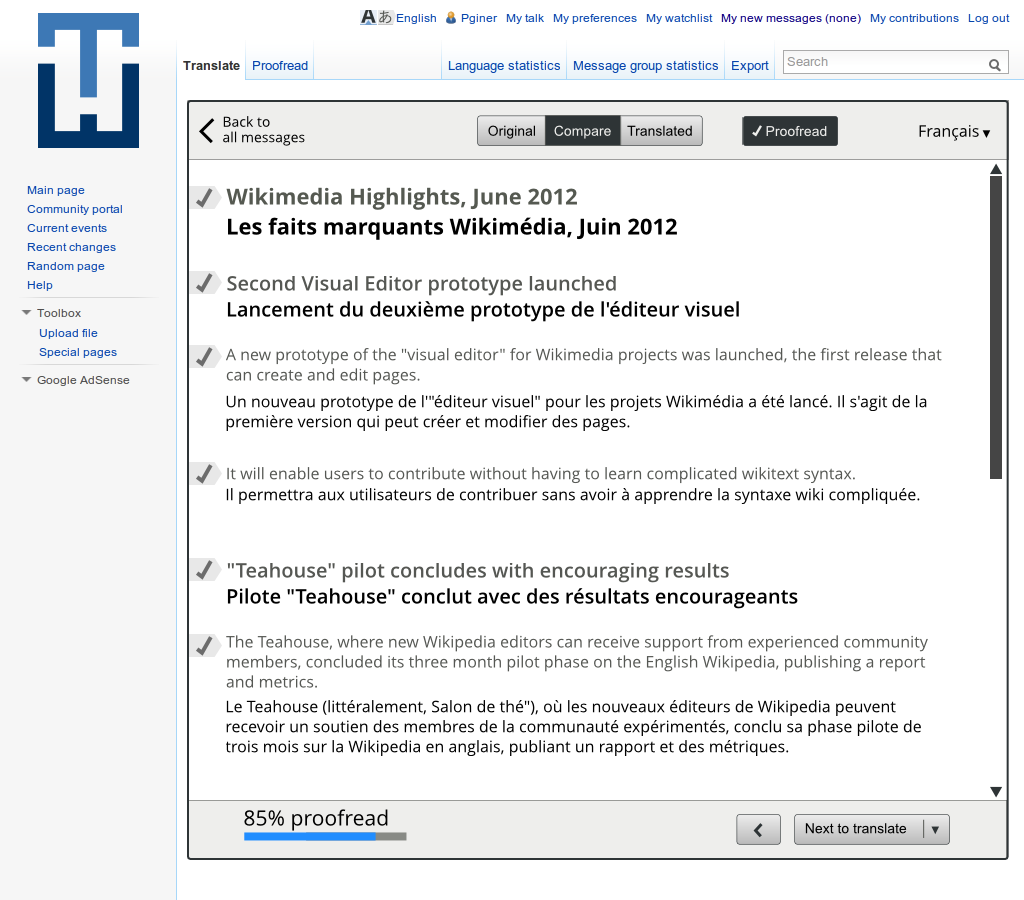 English Pginer My talk My preferences My watchlist My new messages (none) My contributions Log out
Translate Proofread Language statistics Message group statistics Export Search
Main page
Community portal
Current events
Recent changes
Random page
Help
Toolbox
Upload file
Special pages
Google AdSense
Back to
all messages
Original Compare Translated ✓ Proofread Français ▾
Wikimedia Highlights, June 2012
Les faits marquants Wikimédia, Juin 2012
Second Visual Editor prototype launched
Lancement du deuxième prototype de l'éditeur visuel
A new prototype of the "visual editor" for Wikimedia projects was launched, the first release that
can create and edit pages.
Un nouveau prototype de l'"éditeur visuel" pour les projets Wikimédia a été lancé. Il s'agit de la
première version qui peut créer et modifier des pages.
It will enable users to contribute without having to learn complicated wikitext syntax.
Il permettra aux utilisateurs de contribuer sans avoir à apprendre la syntaxe wiki compliquée.
"Teahouse" pilot concludes with encouraging results
Pilote "Teahouse" conclut avec des résultats encourageants
The Teahouse, where new Wikipedia editors can receive support from experienced community
members, concluded its three month pilot phase on the English Wikipedia, publishing a report
and metrics.
Le Teahouse (littéralement, Salon de thé"), où les nouveaux éditeurs de Wikipedia peuvent
recevoir un soutien des membres de la communauté expérimentés, conclu sa phase pilote de
trois mois sur la Wikipedia en anglais, publiant un rapport et des métriques.
85% proofread
Next to translate